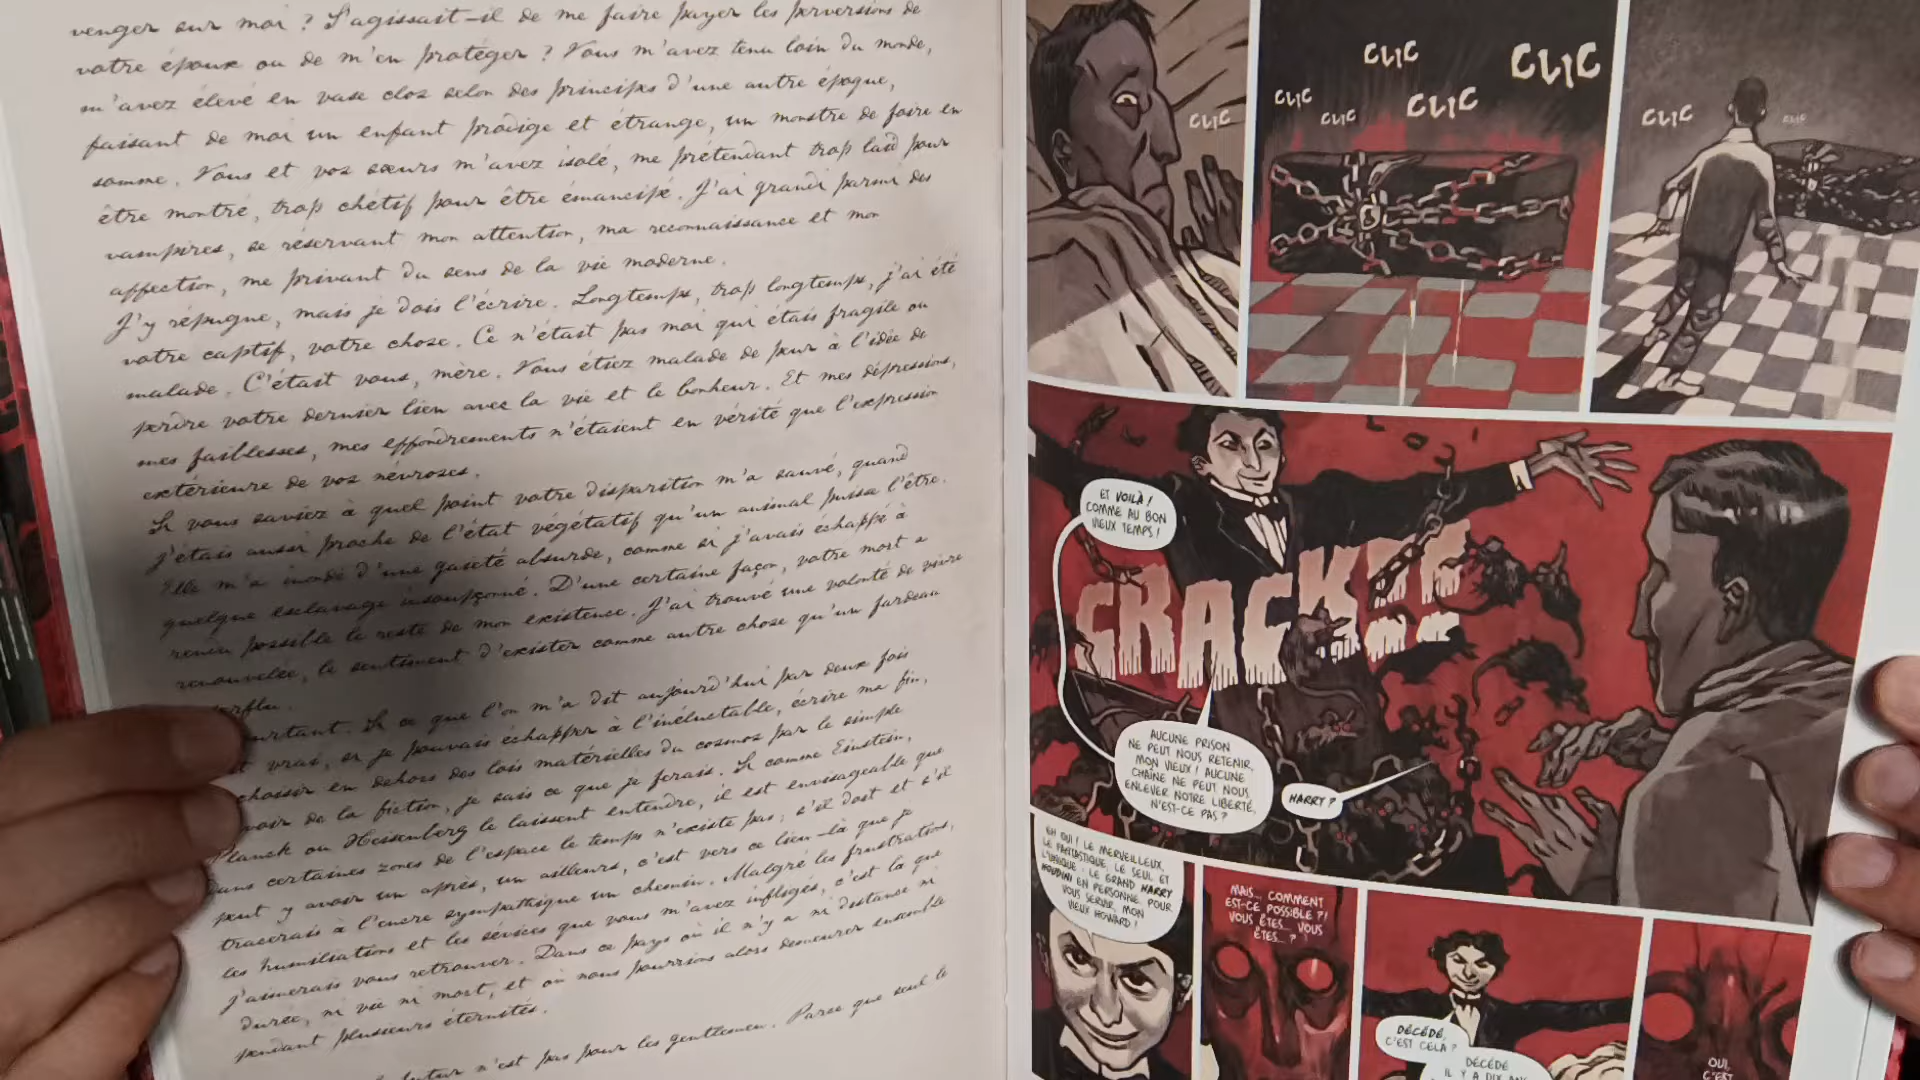 venger sur moi ? S'agissait-il de me faire payer les perversions de
votre époux ou de m'en protéger ? Vous m'avez tenu loin du monde,
m'avez élevé en vase clos selon des principes d'une autre époque,
faisant de moi un enfant prodige et étrange, un monstre de foire en
somme. Vous et vos sœurs m'avez isolé, me prétendant trop laid pour
être montré, trop chétif pour être émancipé. J'ai grandi parmi des
vampires, se réservant mon attention, ma reconnaissance et mon
affection, me privant du sens de la vie moderne.
J'y répugne, mais je dois l'écrire. Longtemps, trop longtemps, j'ai été
votre captif, votre chose. Ce n'était pas moi qui étais fragile ou
malade. C'était vous, mère. Vous étiez malade de peur à l'idée de
perdre votre dernier lien avec la vie et le bonheur. Et mes dépressions,
mes faiblesses, mes effondrements n'étaient en vérité que l'expression
extérieure de vos névroses.
Si vous saviez à quel point votre disparition m'a sauvé, quand
j'étais aussi proche de l'état végétatif qu'un animal puisse l'être.
Elle m'a inondé d'une gaieté absurde, comme si j'avais échappé à
quelque esclavage insoupçonné. D'une certaine façon, votre mort a
rendu possible le reste de mon existence. J'ai trouvé une volonté de vivre
renouvelée, le sentiment d'exister comme autre chose qu'un fardeau
erflu.
urtant. Si ce que l'on m'a dit aujourd'hui par deux fois
t vrai, si je pouvais échapper à l'inéluctable, écrire ma fin,
choisir en dehors des lois matérielles du cosmos par le simple
voir de la fiction, je sais ce que je ferais. Si comme Einstein,
Planck ou Heisenberg le laissent entendre, il est envisageable que
dans certaines zones de l'espace le temps n'existe pas, s'il doit et s'il
peut y avoir un après, un ailleurs, c'est vers ce lieu-là que je
tracerais à l'encre sympathique un chemin. Malgré les frustrations,
les humiliations et les sévices que vous m'avez infligés, c'est là que
j'aimerais vous retrouver. Dans ce pays où il n'y a ni distance ni
durée, ni vie ni mort, et où nous pourrions alors demeurer ensemble
pendant plusieurs éternités.
n'est pas pour les gentlemen. Parce que seul le
CLIC
CLIC
CLIC
CLIC
CLIC
CLIC
CLIC
CLIC
ET VOILÀ !
COMME AU BON
VIEUX TEMPS !
CRACKKK
AUCUNE PRISON
NE PEUT NOUS RETENIR,
MON VIEUX ! AUCUNE
CHAÎNE NE PEUT NOUS
ENLEVER NOTRE LIBERTÉ,
N'EST-CE PAS ?
HARRY ?
EH OUI ! LE MERVEILLEUX,
LE FANTASTIQUE, LE SEUL ET
L'UNIQUE : LE GRAND HARRY
HOUDINI EN PERSONNE, POUR
VOUS SERVIR, MON
VIEUX HOWARD !
MAIS... COMMENT
EST-CE POSSIBLE ?!
VOUS ÊTES... VOUS
ÊTES... ?
DÉCÉDÉ,
C'EST CELA ?
DÉCÉDÉ
IL Y A DIX ANS
OUI,
C'EST